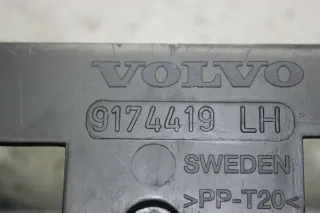 VOLVO
9174419 LH
SWEDEN
>PP-T20<